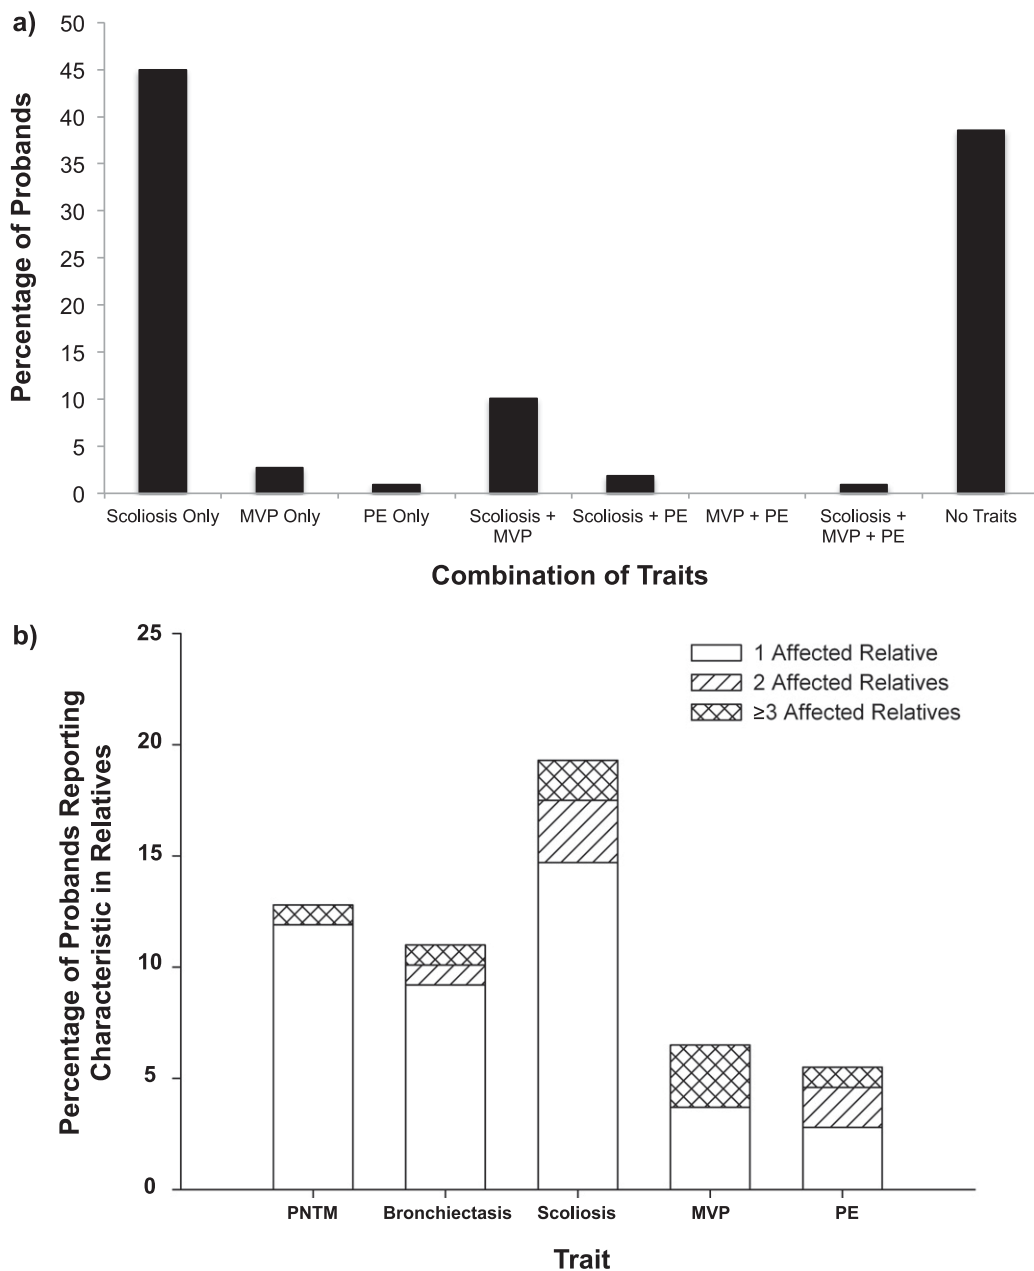 a)
50
45
40
35
30
25
20
15
10
5
0
Percentage of Probands
Scoliosis Only
MVP Only
PE Only
Scoliosis +
MVP
Scoliosis + PE
MVP + PE
Scoliosis +
MVP + PE
No Traits
Combination of Traits
b)
25
20
15
10
5
0
Percentage of Probands Reporting
Characteristic in Relatives
1 Affected Relative
2 Affected Relatives
≥3 Affected Relatives
PNTM
Bronchiectasis
Scoliosis
MVP
PE
Trait